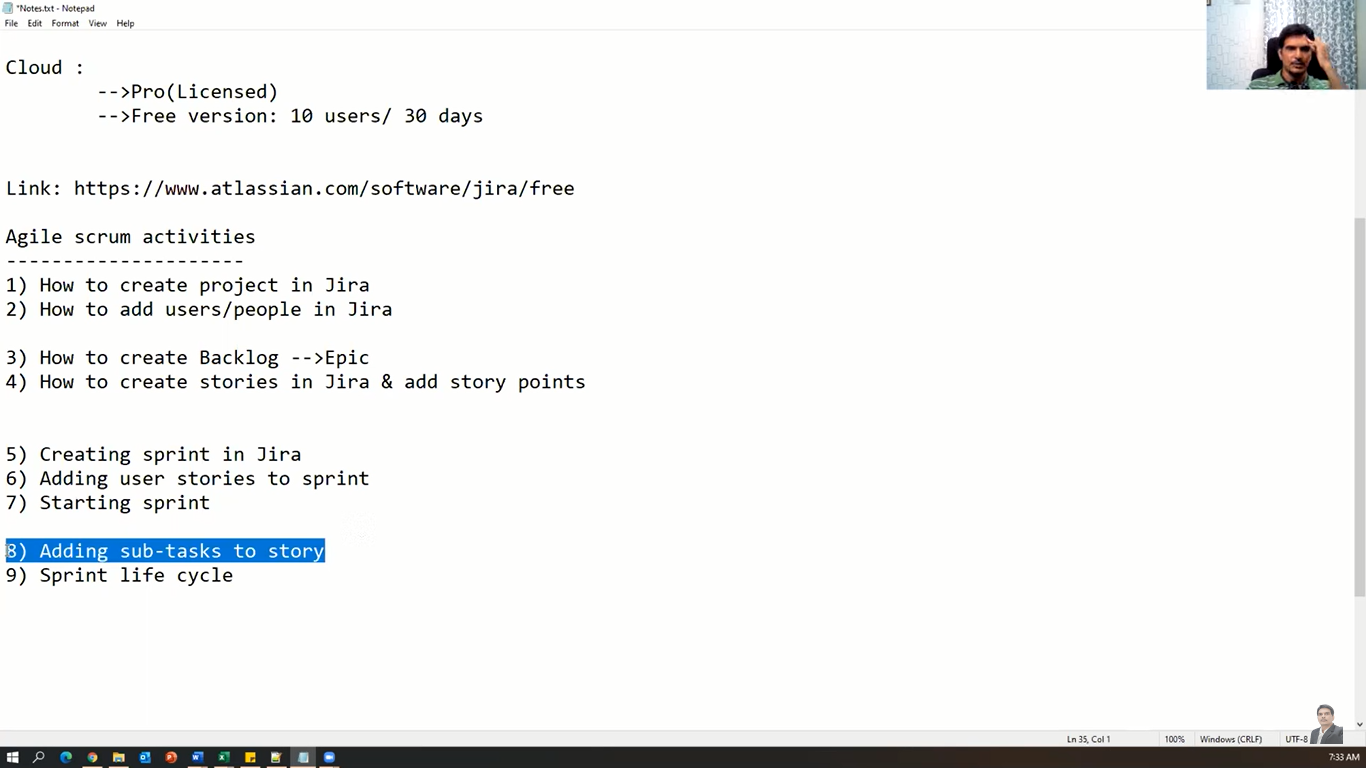 *Notes.txt - Notepad
File Edit Format View Help
Cloud :
-->Pro(Licensed)
-->Free version: 10 users/ 30 days
Link: https://www.atlassian.com/software/jira/free
Agile scrum activities
---------------------
1) How to create project in Jira
2) How to add users/people in Jira
3) How to create Backlog -->Epic
4) How to create stories in Jira & add story points
5) Creating sprint in Jira
6) Adding user stories to sprint
7) Starting sprint
8) Adding sub-tasks to story
9) Sprint life cycle
Ln 35, Col 1 100% Windows (CRLF) UTF-8
7:33 AM